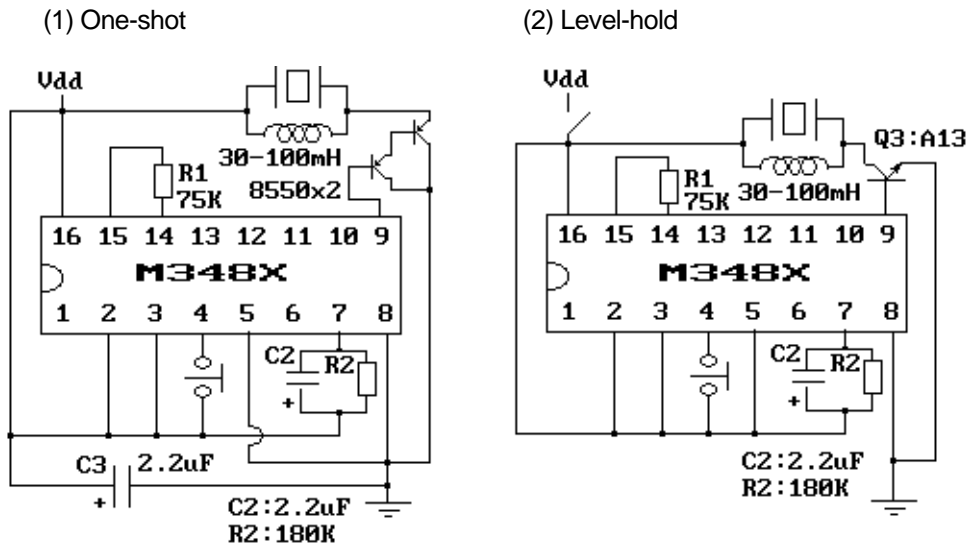 (1) One-shot
(2) Level-hold
Vdd
30-100mH
8550x2
R1
75K
16 15 14 13 12 11 10 9
M348X
1 2 3 4 5 6 7 8
C2
R2
+
C3 2.2uF
+
C2:2.2uF
R2:180K
Vdd
Q3:A13
R1
75K
30-100mH
16 15 14 13 12 11 10 9
M348X
1 2 3 4 5 6 7 8
C2
R2
+
C2:2.2uF
R2:180K